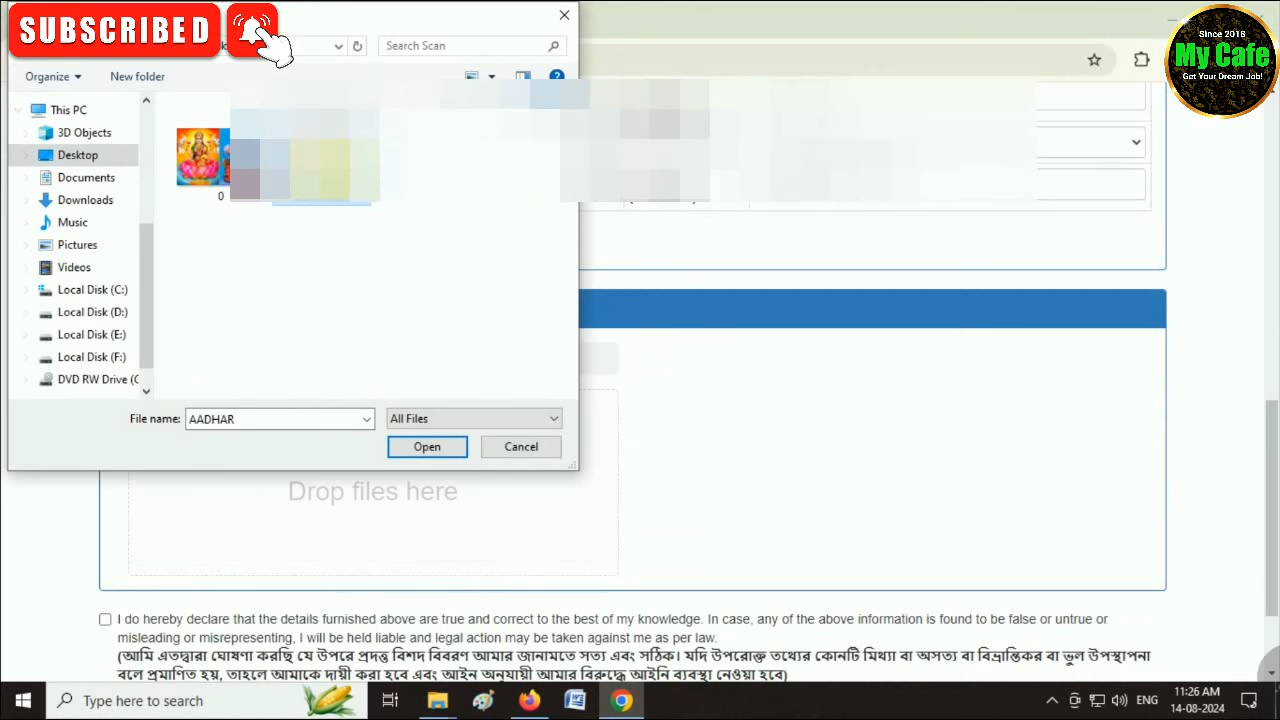 SUBSCRIBED
Search Scan
Since 2016
My Cafe
Get Your Dream Job!
Organize
New folder
This PC
3D Objects
Desktop
Documents
Downloads
Music
Pictures
Videos
Local Disk (C:)
Local Disk (D:)
Local Disk (E:)
Local Disk (F:)
DVD RW Drive (
0
File name: AADHAR
All Files
Open
Cancel
Drop files here
I do hereby declare that the details furnished above are true and correct to the best of my knowledge. In case, any of the above information is found to be false or untrue or
misleading or misrepresenting, I will be held liable and legal action may be taken against me as per law.
(আমি এতদ্বারা ঘোষণা করছি যে উপরে প্রদত্ত বিশদ বিবরণ আমার জানামতে সত্য এবং সঠিক। যদি উপরোক্ত তথ্যের কোনটি মিথ্যা বা অসত্য বা বিভ্রান্তিকর বা ভুল উপস্থাপনা
বলে প্রমাণিত হয়, তাহলে আমাকে দায়ী করা হবে এবং আইন অনুযায়ী আমার বিরুদ্ধে আইনি ব্যবস্থা নেওয়া হবে)
Type here to search
ENG
11:26 AM
14-08-2024